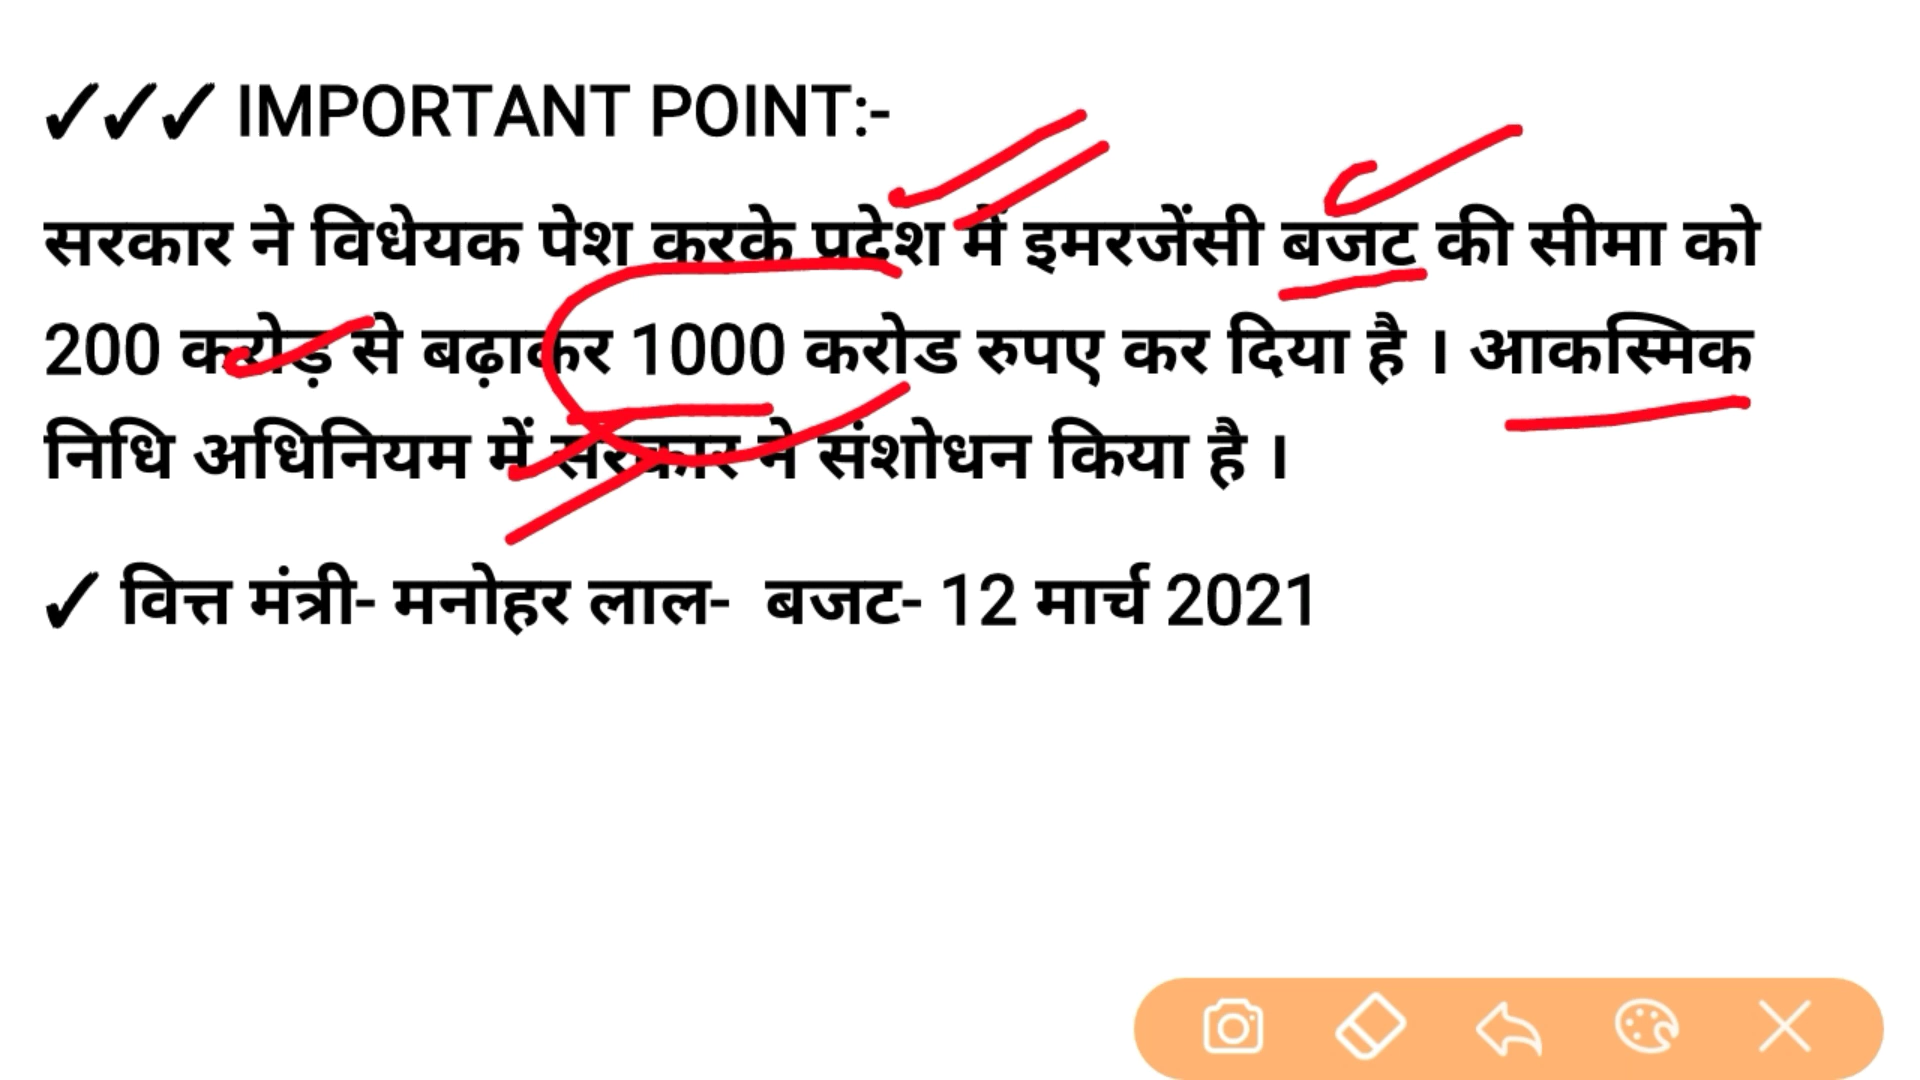 ✓✓✓ IMPORTANT POINT:-
सरकार ने विधेयक पेश करके प्रदेश में इमरजेंसी बजट की सीमा को
200 करोड़ से बढ़ाकर 1000 करोड रुपए कर दिया है । आकस्मिक
निधि अधिनियम में सरकार ने संशोधन किया है ।
✓ वित्त मंत्री- मनोहर लाल- बजट- 12 मार्च 2021